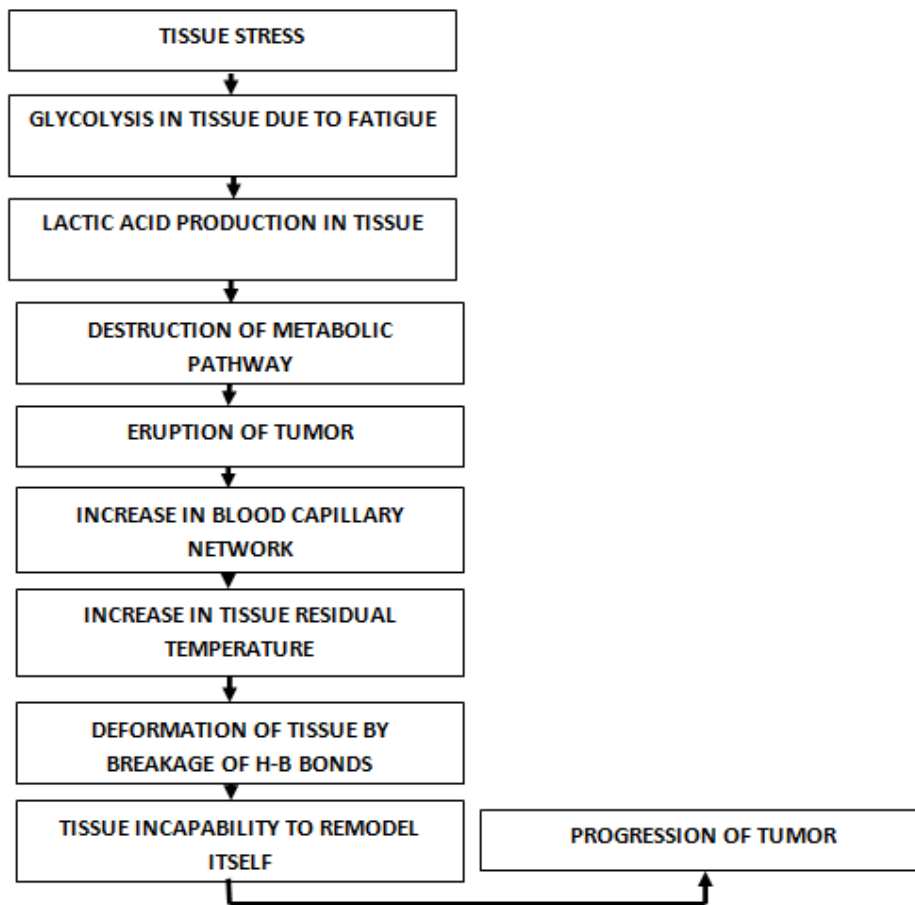 TISSUE STRESS
GLYCOLYSIS IN TISSUE DUE TO FATIGUE
LACTIC ACID PRODUCTION IN TISSUE
DESTRUCTION OF METABOLIC
PATHWAY
ERUPTION OF TUMOR
INCREASE IN BLOOD CAPILLARY
NETWORK
INCREASE IN TISSUE RESIDUAL
TEMPERATURE
DEFORMATION OF TISSUE BY
BREAKAGE OF H-B BONDS
TISSUE INCAPABILITY TO REMODEL
ITSELF
PROGRESSION OF TUMOR